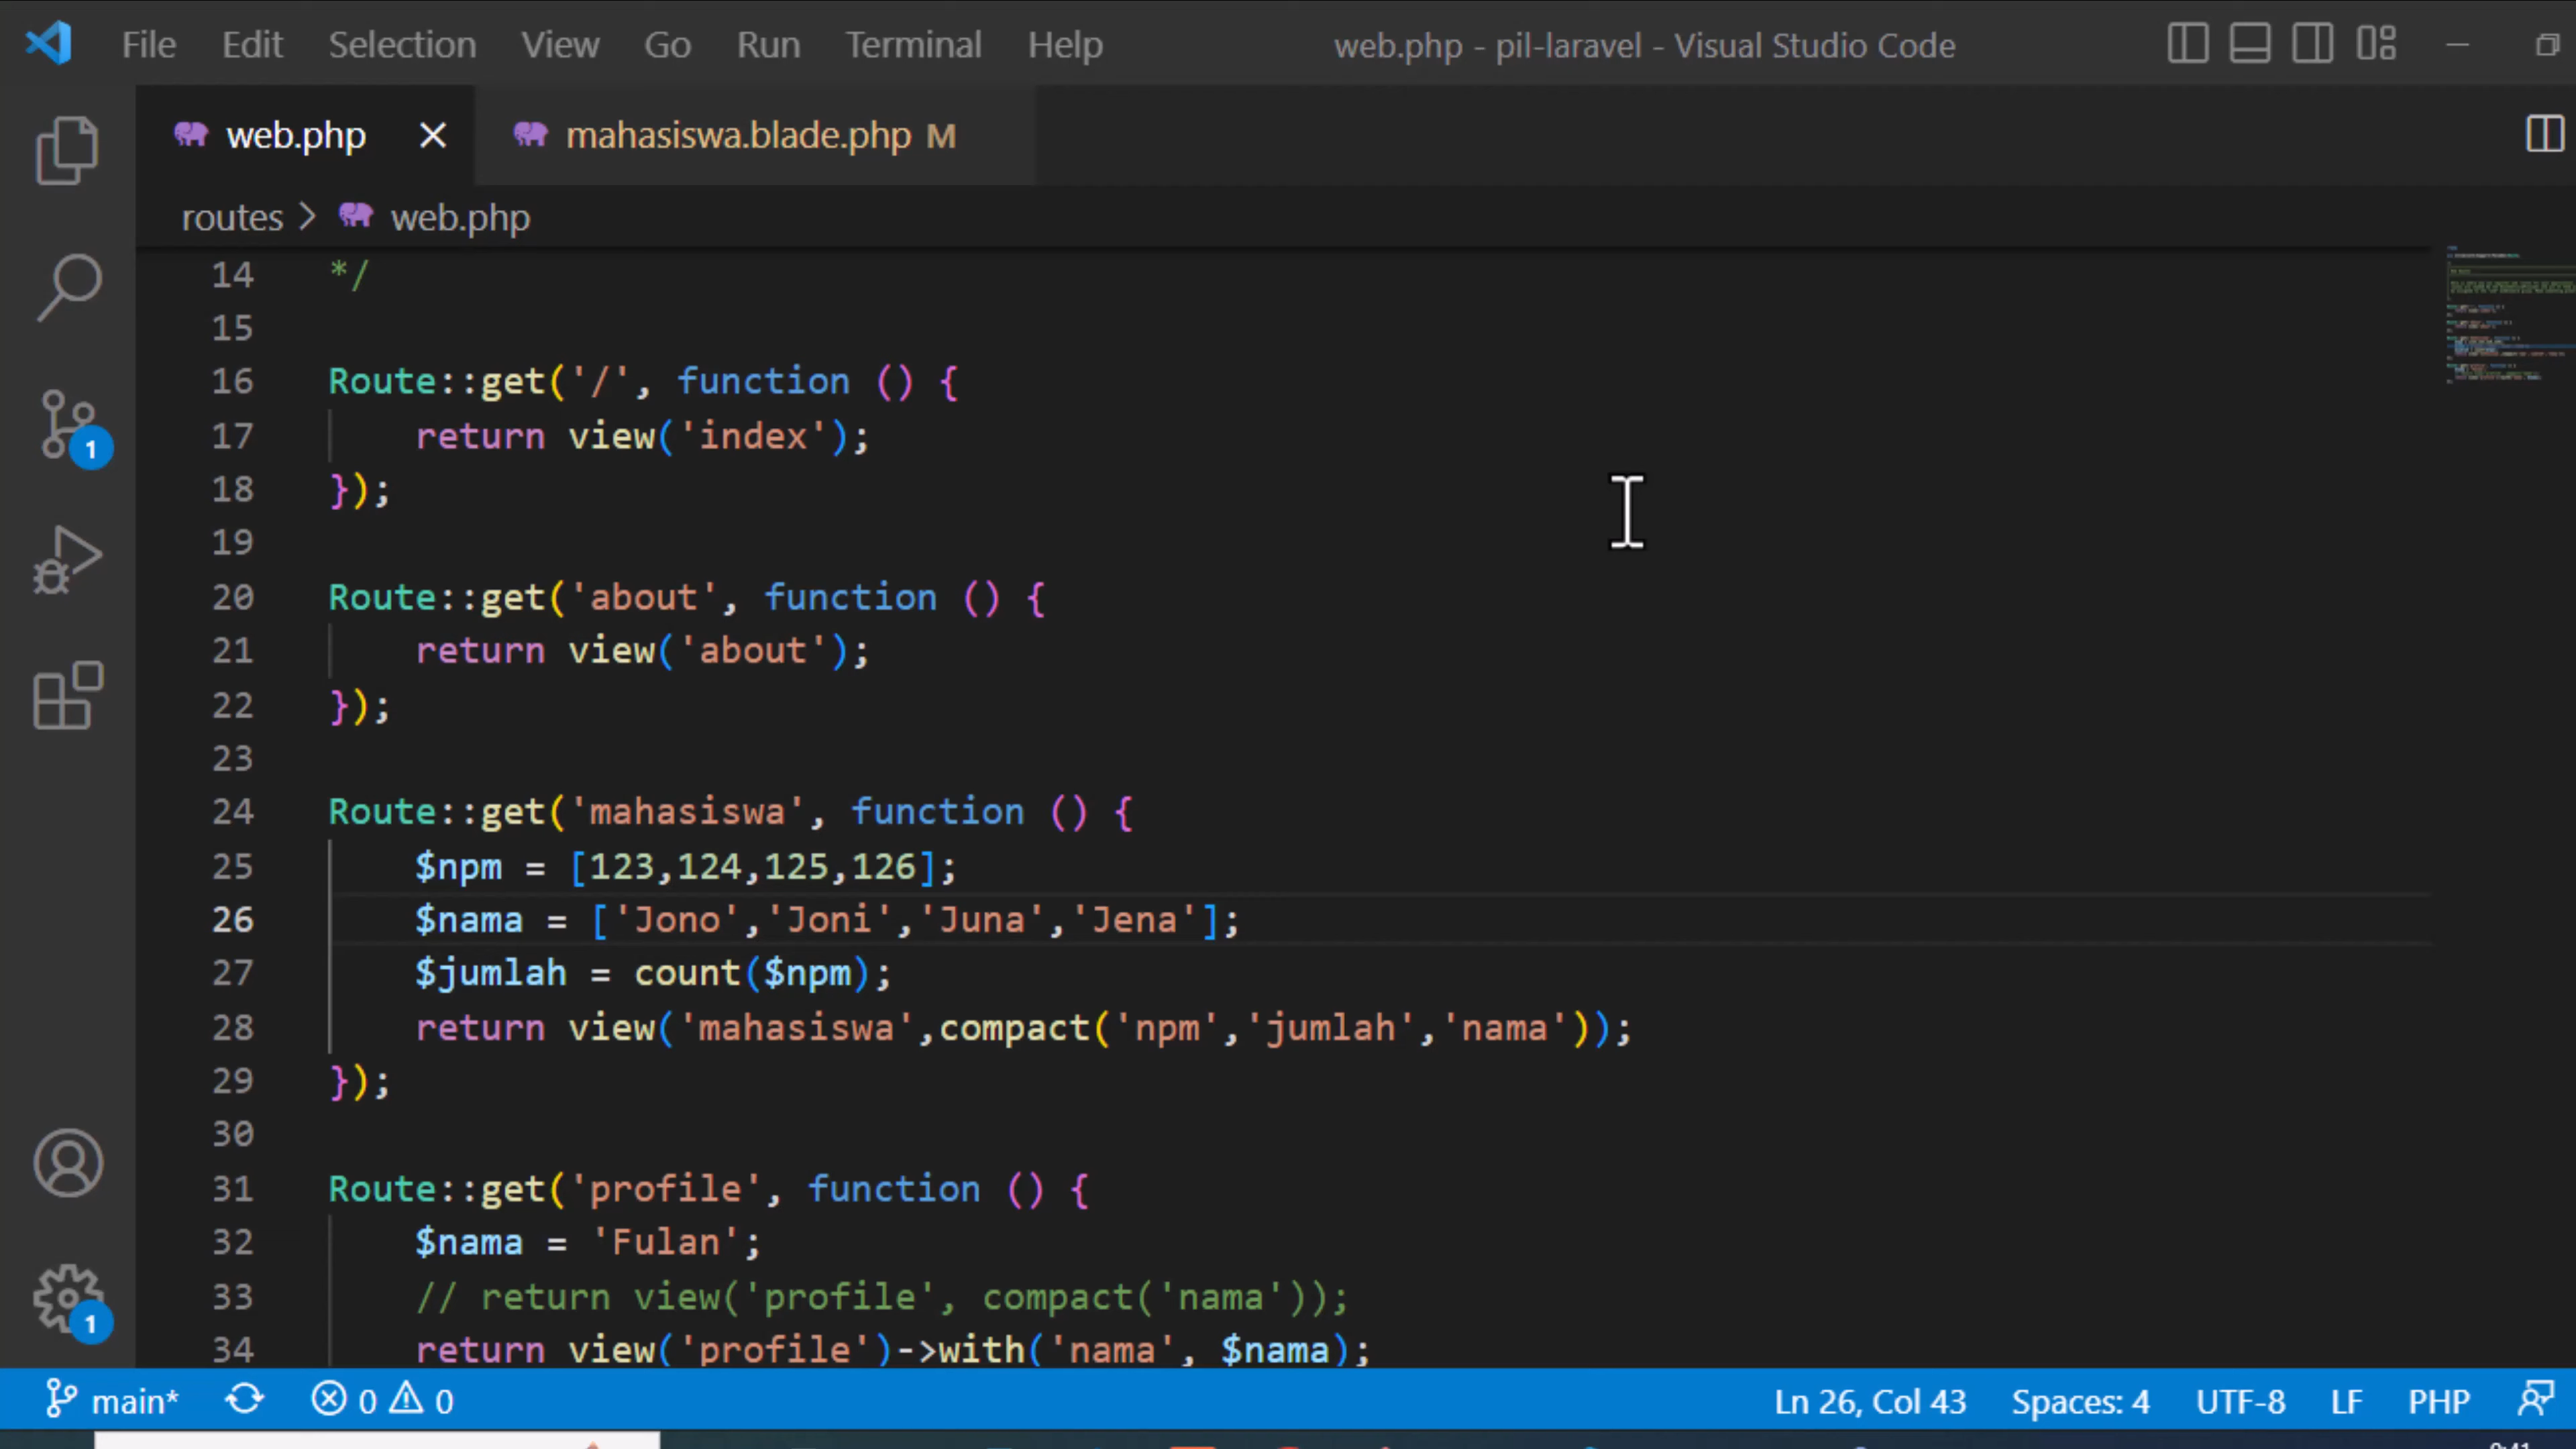 File Edit Selection View Go Run Terminal Help web.php - pil-laravel - Visual Studio Code
web.php mahasiswa.blade.php M
routes > web.php
14 */
15
16 Route::get('/', function () {
17 return view('index');
18 });
19
20 Route::get('about', function () {
21 return view('about');
22 });
23
24 Route::get('mahasiswa', function () {
25 $npm = [123,124,125,126];
26 $nama = ['Jono','Joni','Juna','Jena'];
27 $jumlah = count($npm);
28 return view('mahasiswa',compact('npm','jumlah','nama'));
29 });
30
31 Route::get('profile', function () {
32 $nama = 'Fulan';
33 // return view('profile', compact('nama'));
34 return view('profile')->with('nama', $nama);
1
1
main* 0 0 Ln 26, Col 43 Spaces: 4 UTF-8 LF PHP